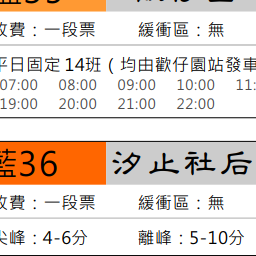 收費：一段票 緩衝區：無
平日固定14班（均由歡仔園站發車
07:00 08:00 09:00 10:00 11:
19:00 20:00 21:00 22:00
藍36 汐止社后
收費：一段票 緩衝區：無
尖峰：4-6分 離峰：5-10分